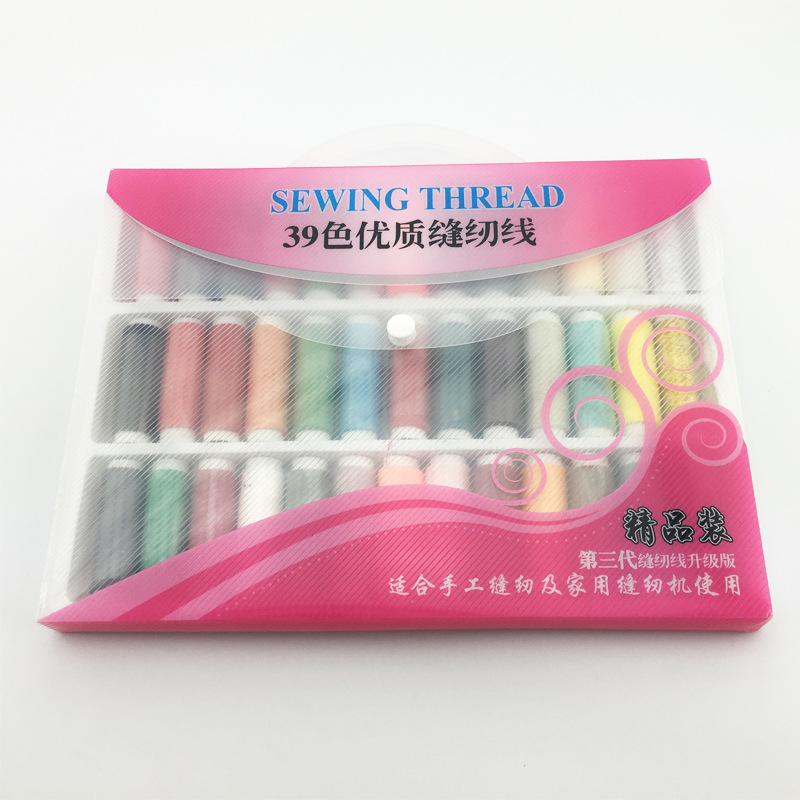 SEWING THREAD
39色优质缝纫线
精品装
第三代缝纫线升级版
适合手工缝纫及家用缝纫机使用